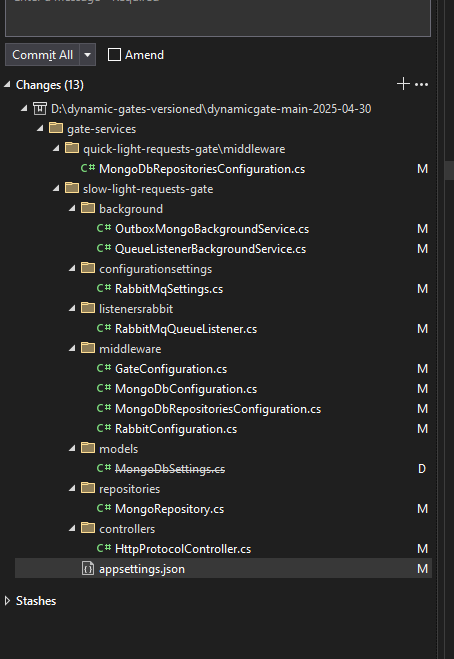 Enter a message <Required>
Commit All
Amend
Changes (13)
D:\dynamic-gates-versioned\dynamicgate-main-2025-04-30
gate-services
quick-light-requests-gate\middleware
C# MongoDbRepositoriesConfiguration.cs M
slow-light-requests-gate
background
C# OutboxMongoBackgroundService.cs M
C# QueueListenerBackgroundService.cs M
configurationsettings
C# RabbitMqSettings.cs M
listenersrabbit
C# RabbitMqQueueListener.cs M
middleware
C# GateConfiguration.cs M
C# MongoDbConfiguration.cs M
C# MongoDbRepositoriesConfiguration.cs M
C# RabbitConfiguration.cs M
models
C# MongoDbSettings.cs D
repositories
C# MongoRepository.cs M
controllers
C# HttpProtocolController.cs M
appsettings.json M
Stashes